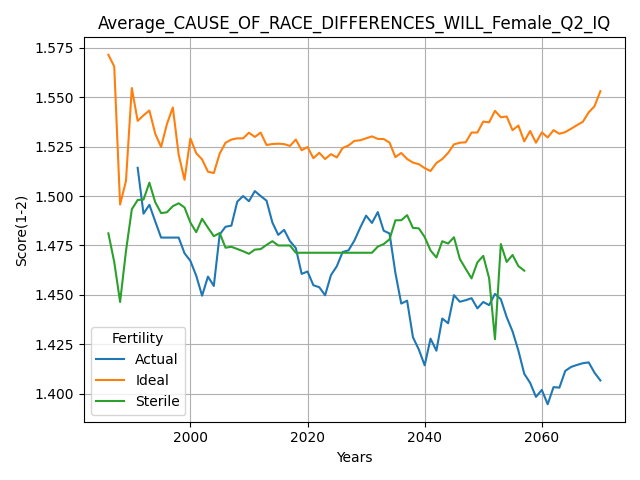 Average_CAUSE_OF_RACE_DIFFERENCES_WILL_Female_Q2_IQ
Score(1-2)
1.575
1.550
1.525
1.500
1.475
1.450
1.425
1.400
Fertility
Actual
Ideal
Sterile
2000
2020
2040
2060
Years